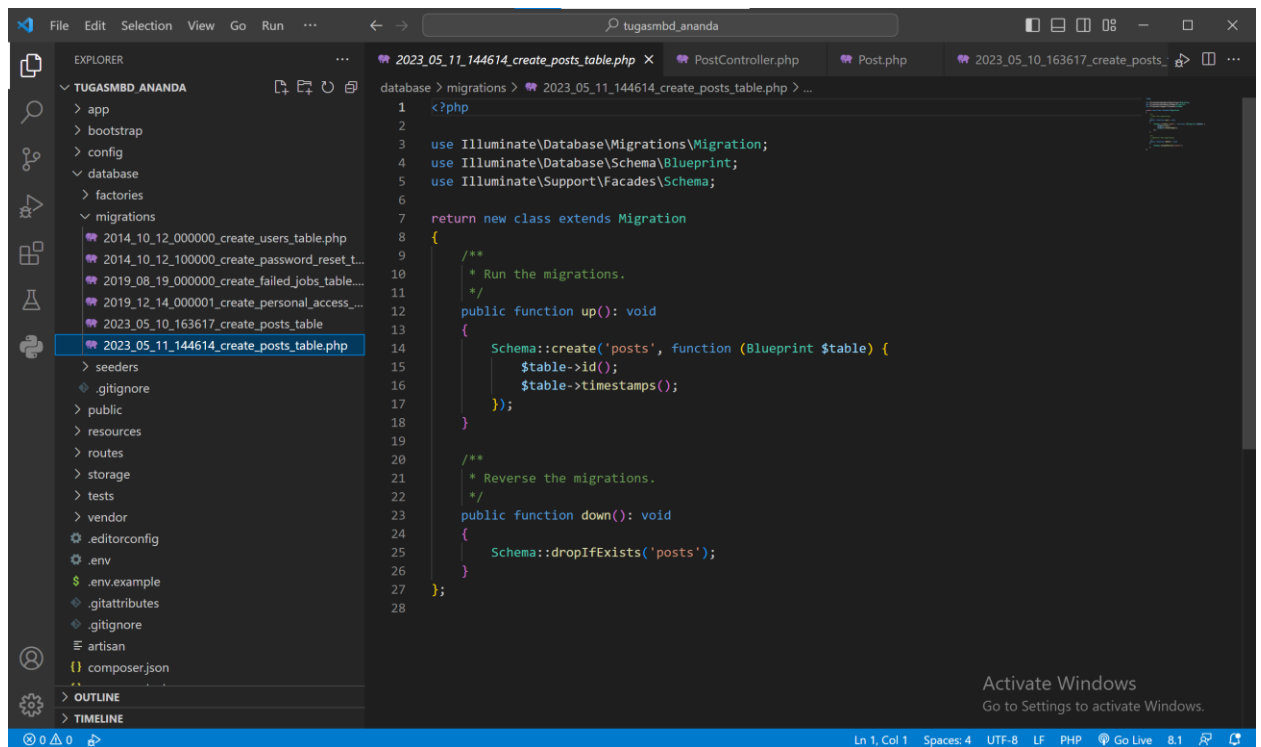 File Edit Selection View Go Run ··· tugasmbd_ananda
EXPLORER ···
TUGASMBD_ANANDA
app
bootstrap
config
database
factories
migrations
2014_10_12_000000_create_users_table.php
2014_10_12_100000_create_password_reset_t...
2019_08_19_000000_create_failed_jobs_table....
2019_12_14_000001_create_personal_access_...
2023_05_10_163617_create_posts_table
2023_05_11_144614_create_posts_table.php
seeders
.gitignore
public
resources
routes
storage
tests
vendor
.editorconfig
.env
$ .env.example
.gitattributes
.gitignore
artisan
{} composer.json
OUTLINE
TIMELINE
2023_05_11_144614_create_posts_table.php PostController.php Post.php 2023_05_10_163617_create_posts_ ···
database > migrations > 2023_05_11_144614_create_posts_table.php > ...
1 <?php
2
3 use Illuminate\Database\Migrations\Migration;
4 use Illuminate\Database\Schema\Blueprint;
5 use Illuminate\Support\Facades\Schema;
6
7 return new class extends Migration
8 {
9     /**
10      * Run the migrations.
11      */
12     public function up(): void
13     {
14         Schema::create('posts', function (Blueprint $table) {
15             $table->id();
16             $table->timestamps();
17         });
18     }
19
20     /**
21      * Reverse the migrations.
22      */
23     public function down(): void
24     {
25         Schema::dropIfExists('posts');
26     }
27 };
28
Activate Windows
Go to Settings to activate Windows.
0 0 Ln 1, Col 1 Spaces: 4 UTF-8 LF PHP Go Live 8.1